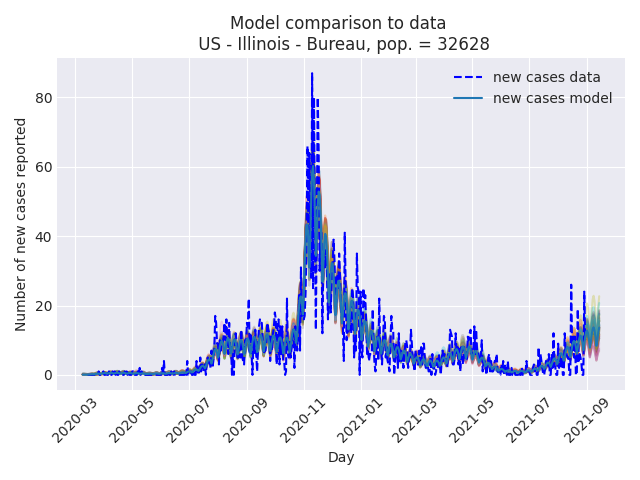 Model comparison to data
US - Illinois - Bureau, pop. = 32628
new cases data
new cases model
Number of new cases reported
80
60
40
20
0
2020-03
2020-05
2020-07
2020-09
2020-11
2021-01
2021-03
2021-05
2021-07
2021-09
Day